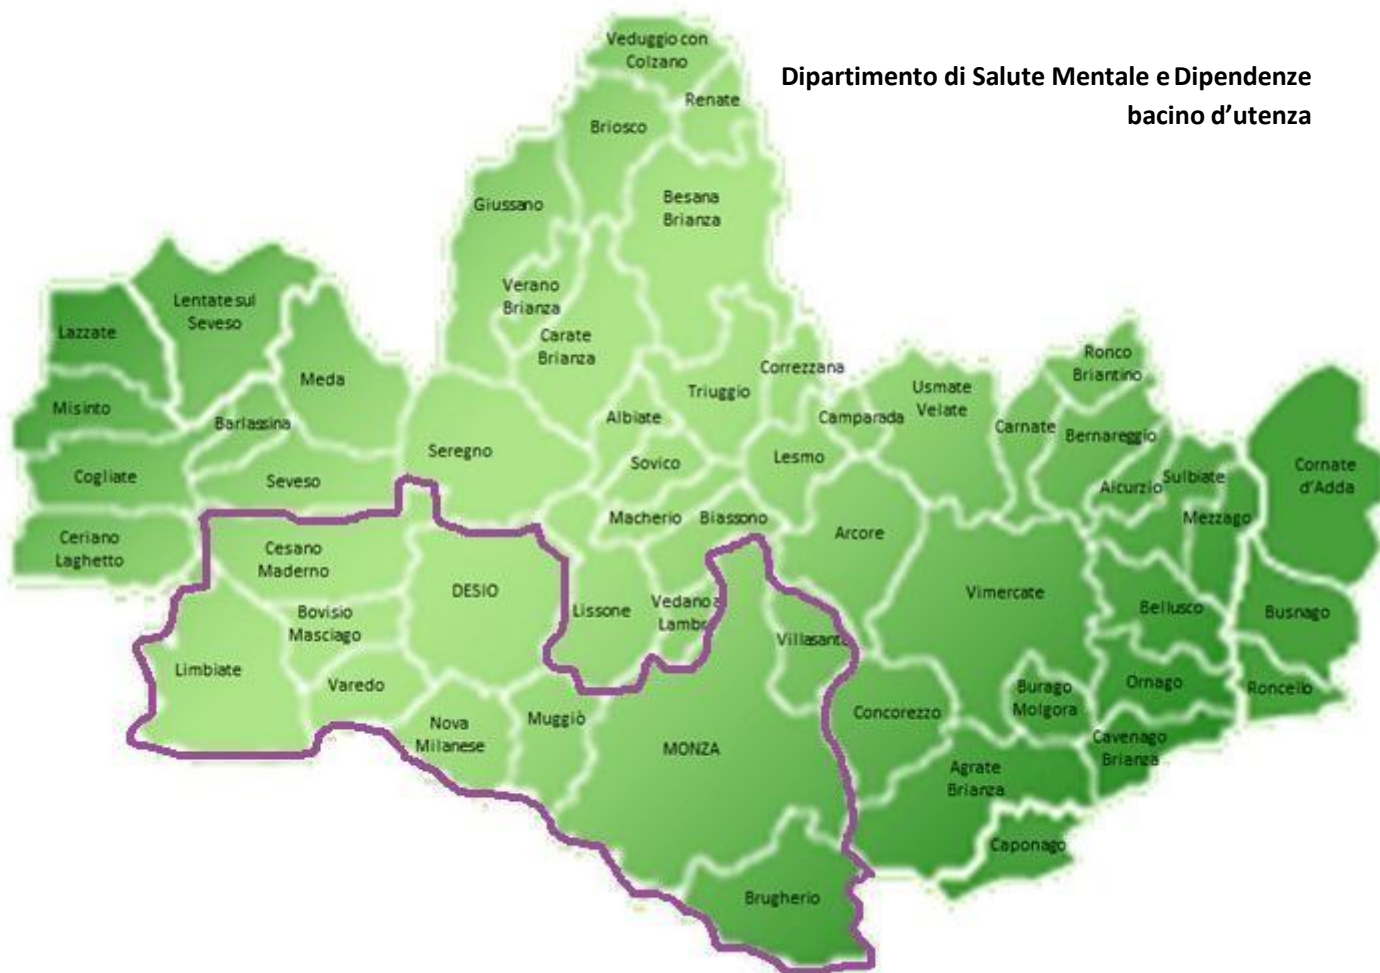 Dipartimento di Salute Mentale e Dipendenze
bacino d'utenza
Veduggio con
Colzano
Renate
Briosco
Giussano
Besana
Brianza
Verano
Brianza
Carate
Brianza
Lentate sul
Seveso
Lazzate
Meda
Misinto
Barlassina
Cogliate
Seveso
Ceriano
Laghetto
Seregno
Albiate
Triuggio
Correzzana
Sovico
Lesmo
Camparada
Usmate
Velate
Carnate
Ronco
Briantino
Bernareggio
Aicurzio
Sulbiate
Mezzago
Cornate
d'Adda
Macherio
Biassono
Arcore
Cesano
Maderno
DESIO
Lissone
Vedano a
Lambr
Villasanta
Vimercate
Bellusco
Busnago
Bovisio
Masciago
Limbiate
Varedo
Nova
Milanese
Muggiò
MONZA
Concorezzo
Burago
Molgora
Ornago
Roncello
Cavenago
Brianza
Agrate
Brianza
Caponago
Brugherio